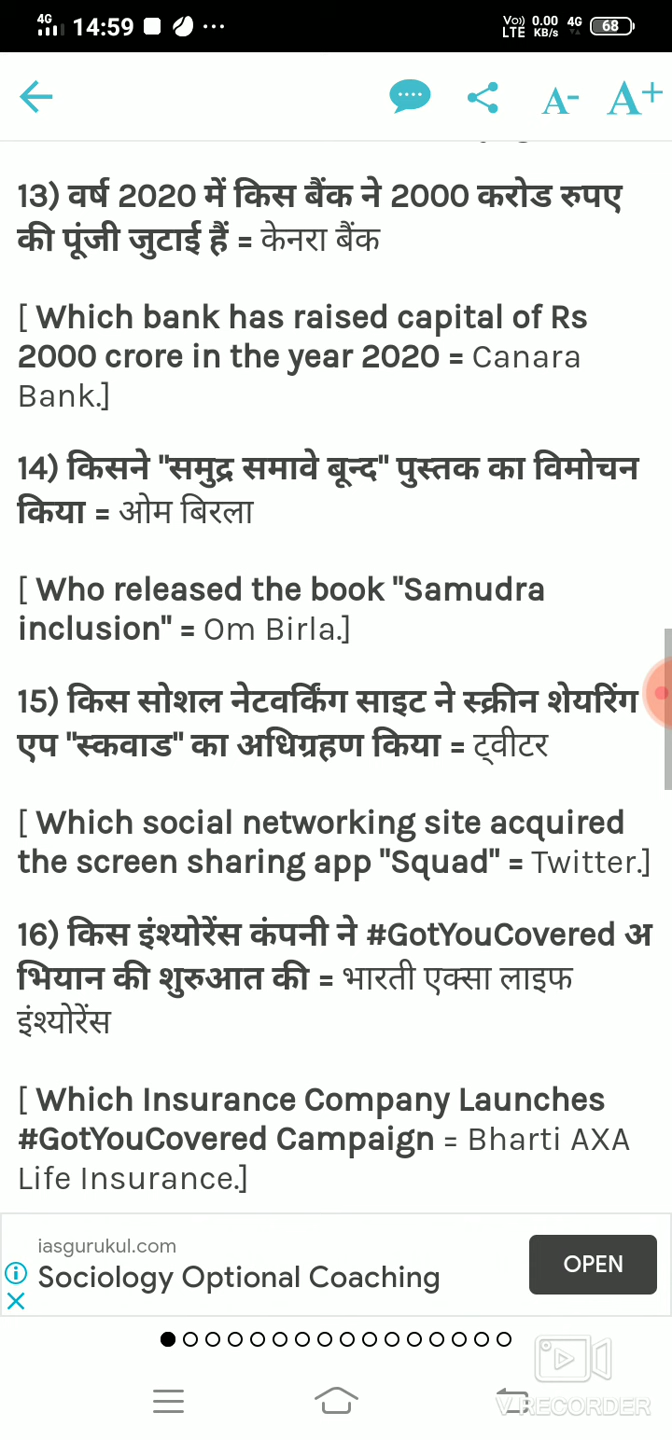 4G 14:59 ... Vo)) LTE 0.00 KB/s 4G 68
A- A+
13) वर्ष 2020 में किस बैंक ने 2000 करोड रुपए
की पूंजी जुटाई हैं = केनरा बैंक
[ Which bank has raised capital of Rs
2000 crore in the year 2020 = Canara
Bank.]
14) किसने "समुद्र समावे बून्द" पुस्तक का विमोचन
किया = ओम बिरला
[ Who released the book "Samudra
inclusion" = Om Birla.]
15) किस सोशल नेटवर्किंग साइट ने स्क्रीन शेयरिंग
एप "स्कवाड" का अधिग्रहण किया = ट्वीटर
[ Which social networking site acquired
the screen sharing app "Squad" = Twitter.]
16) किस इंश्योरेंस कंपनी ने #GotYouCovered अ
भियान की शुरुआत की = भारती एक्सा लाइफ
इंश्योरेंस
[ Which Insurance Company Launches
#GotYouCovered Campaign = Bharti AXA
Life Insurance.]
iasgurukul.com
Sociology Optional Coaching
OPEN
V RECORDER